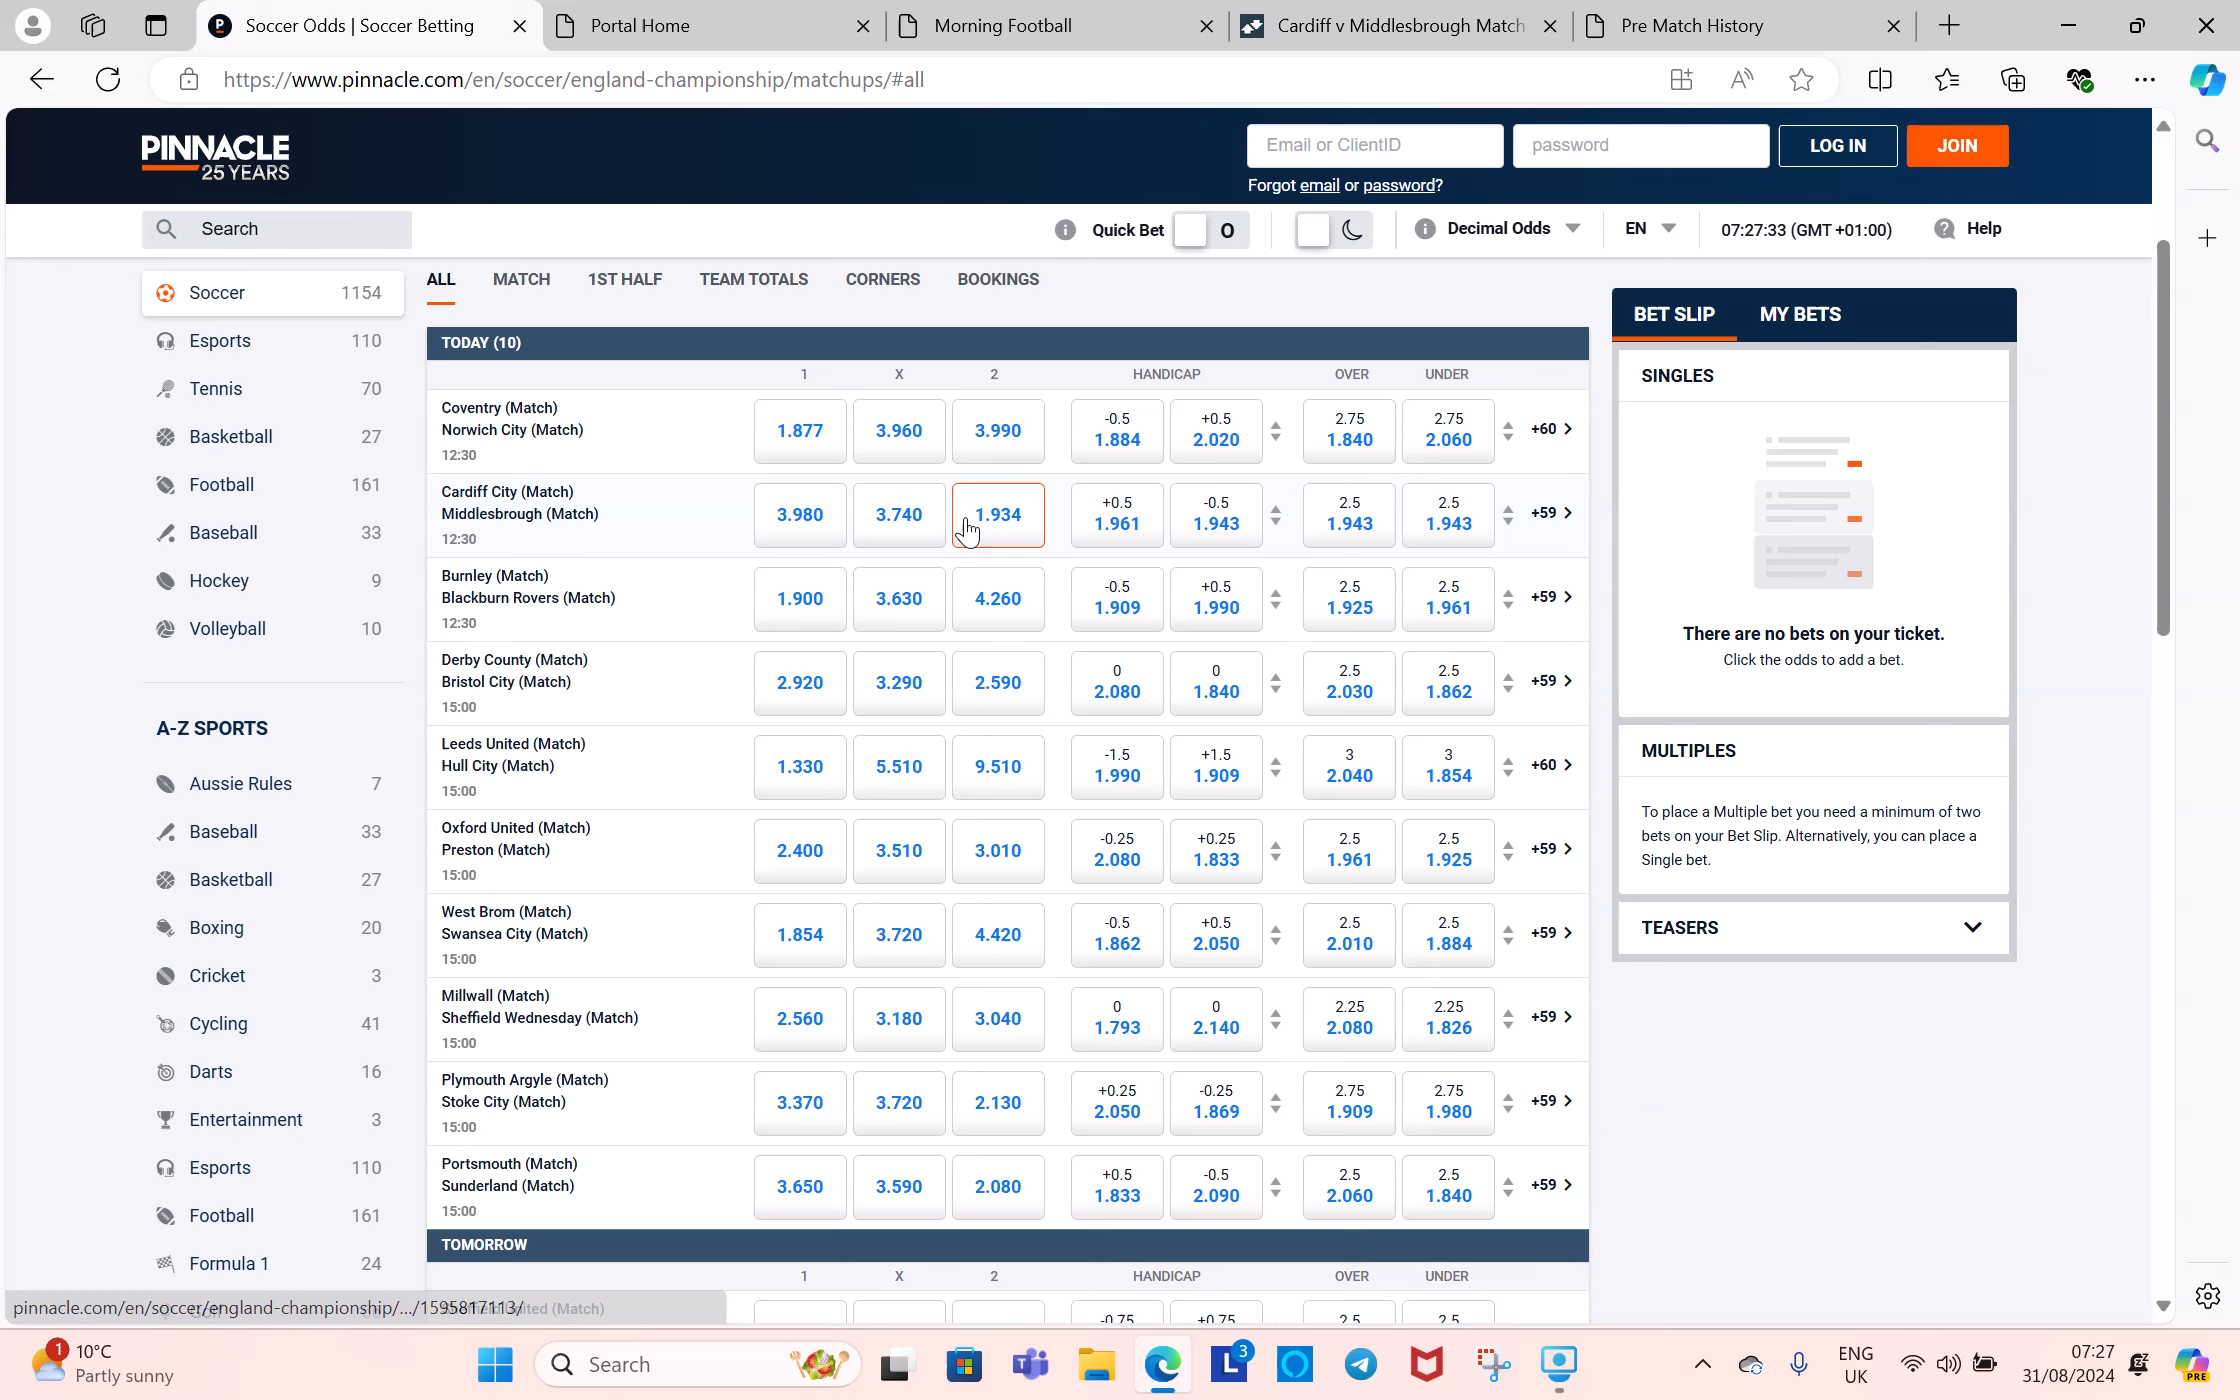 Soccer Odds | Soccer Betting
Portal Home
Morning Football
Cardiff v Middlesbrough Match
Pre Match History
https://www.pinnacle.com/en/soccer/england-championship/matchups/#all
PINNACLE
25 YEARS
Email or ClientID
password
LOG IN
JOIN
Forgot email or password?
Search
Quick Bet
Decimal Odds
EN
07:27:33 (GMT +01:00)
Help
Soccer 1154
Esports 110
Tennis 70
Basketball 27
Football 161
Baseball 33
Hockey 9
Volleyball 10
A-Z SPORTS
Aussie Rules 7
Baseball 33
Basketball 27
Boxing 20
Cricket 3
Cycling 41
Darts 16
Entertainment 3
Esports 110
Football 161
Formula 1 24
ALL MATCH 1ST HALF TEAM TOTALS CORNERS BOOKINGS
TODAY (10)
1 X 2 HANDICAP OVER UNDER
Coventry (Match)
Norwich City (Match)
12:30
1.877 3.960 3.990
-0.5 +0.5 2.75 2.75
1.884 2.020 1.840 2.060
+60
Cardiff City (Match)
Middlesbrough (Match)
12:30
3.980 3.740 1.934
+0.5 -0.5 2.5 2.5
1.961 1.943 1.943 1.943
+59
Burnley (Match)
Blackburn Rovers (Match)
12:30
1.900 3.630 4.260
-0.5 +0.5 2.5 2.5
1.909 1.990 1.925 1.961
+59
Derby County (Match)
Bristol City (Match)
15:00
2.920 3.290 2.590
0 0 2.5 2.5
2.080 1.840 2.030 1.862
+59
Leeds United (Match)
Hull City (Match)
15:00
1.330 5.510 9.510
-1.5 +1.5 3 3
1.990 1.909 2.040 1.854
+60
Oxford United (Match)
Preston (Match)
15:00
2.400 3.510 3.010
-0.25 +0.25 2.5 2.5
2.080 1.833 1.961 1.925
+59
West Brom (Match)
Swansea City (Match)
15:00
1.854 3.720 4.420
-0.5 +0.5 2.5 2.5
1.862 2.050 2.010 1.884
+59
Millwall (Match)
Sheffield Wednesday (Match)
15:00
2.560 3.180 3.040
0 0 2.25 2.25
1.793 2.140 2.080 1.826
+59
Plymouth Argyle (Match)
Stoke City (Match)
15:00
3.370 3.720 2.130
+0.25 -0.25 2.75 2.75
2.050 1.869 1.909 1.980
+59
Portsmouth (Match)
Sunderland (Match)
15:00
3.650 3.590 2.080
+0.5 -0.5 2.5 2.5
1.833 2.090 2.060 1.840
+59
TOMORROW
1 X 2 HANDICAP OVER UNDER
-0.75 +0.75 2.5 2.5
BET SLIP MY BETS
SINGLES
There are no bets on your ticket.
Click the odds to add a bet.
MULTIPLES
To place a Multiple bet you need a minimum of two
bets on your Bet Slip. Alternatively, you can place a
Single bet.
TEASERS
pinnacle.com/en/soccer/england-championship/.../1595817113/
(Match)
1
10°C
Partly sunny
Search
L
3
ENG
UK
07:27
31/08/2024
PRE